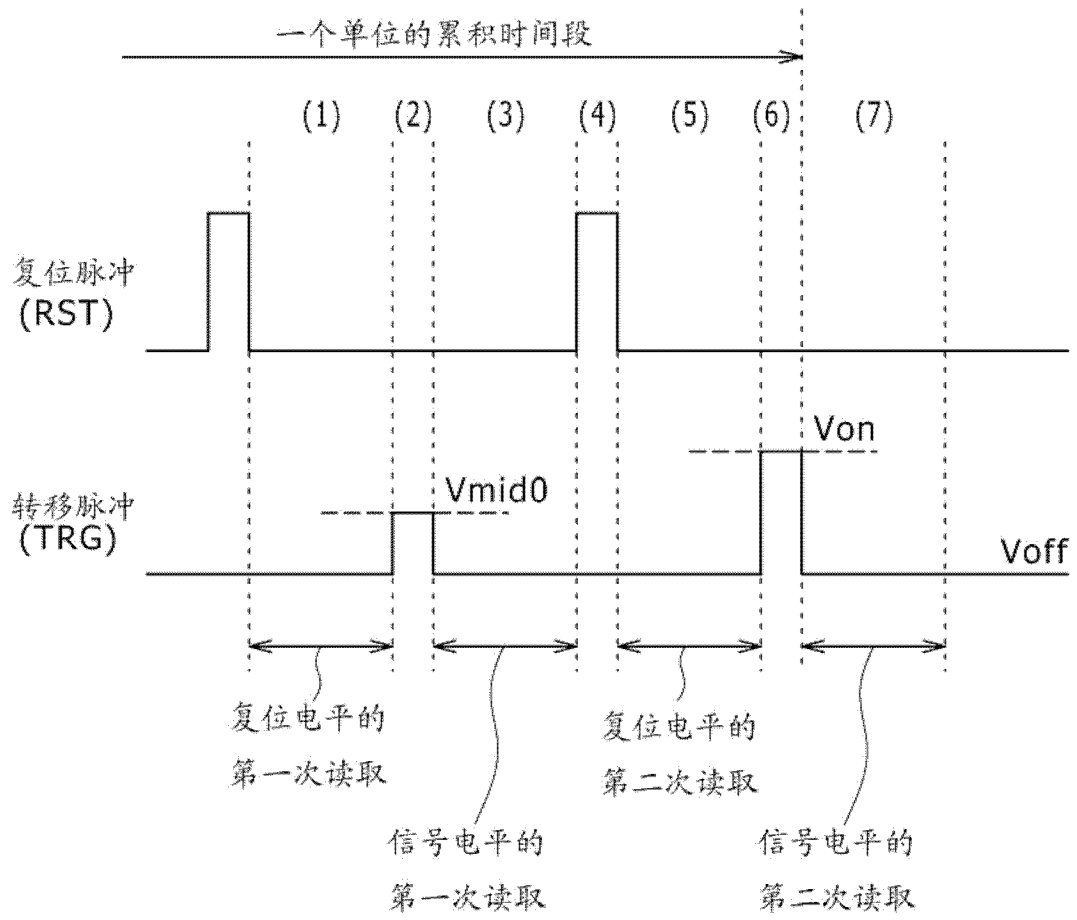 一个单位的累积时间段
(1) (2) (3) (4) (5) (6) (7)
复位脉冲
(RST)
Von
Vmid0
转移脉冲
(TRG)
Voff
复位电平的
第一次读取
复位电平的
第二次读取
信号电平的
第一次读取
信号电平的
第二次读取